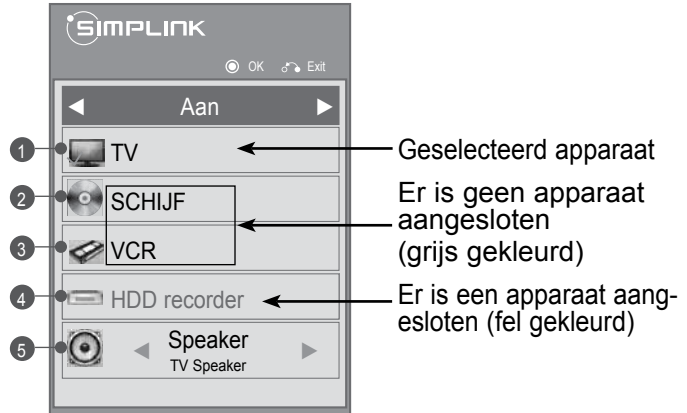 SIMPLINK
OK Exit
Aan
1 TV
Geselecteerd apparaat
2 SCHIJF
3 VCR
Er is geen apparaat
aangesloten
(grijs gekleurd)
4 HDD recorder
Er is een apparaat aang-
esloten (fel gekleurd)
5 Speaker
TV Speaker